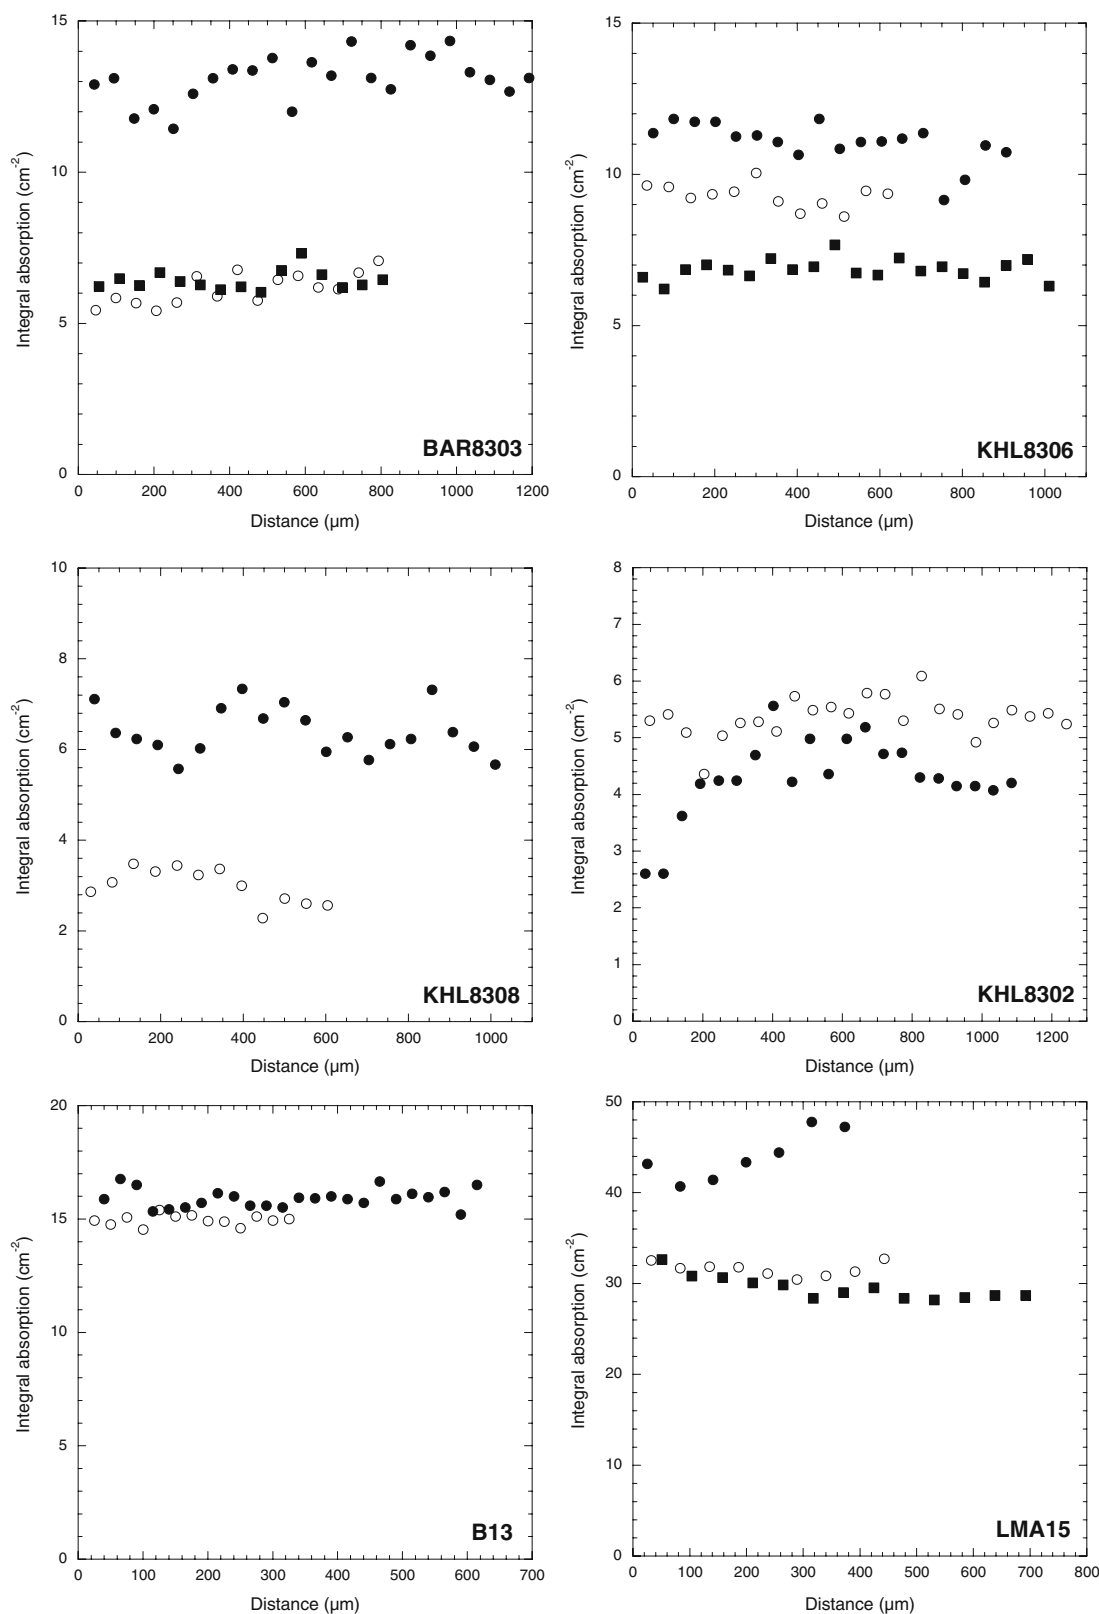 15
10
5
0
Integral absorption (cm-2)
BAR8303
0 200 400 600 800 1000 1200
Distance (µm)
15
10
5
0
Integral absorption (cm-2)
KHL8306
0 200 400 600 800 1000
Distance (µm)
10
8
6
4
2
0
Integral absorption (cm-2)
KHL8308
0 200 400 600 800 1000
Distance (µm)
8
7
6
5
4
3
2
1
0
Integral absorption (cm-2)
KHL8302
0 200 400 600 800 1000 1200
Distance (µm)
20
15
10
5
0
Integral absorption (cm-2)
B13
0 100 200 300 400 500 600 700
Distance (µm)
50
40
30
20
10
0
Integral absorption (cm-2)
LMA15
0 100 200 300 400 500 600 700 800
Distance (µm)